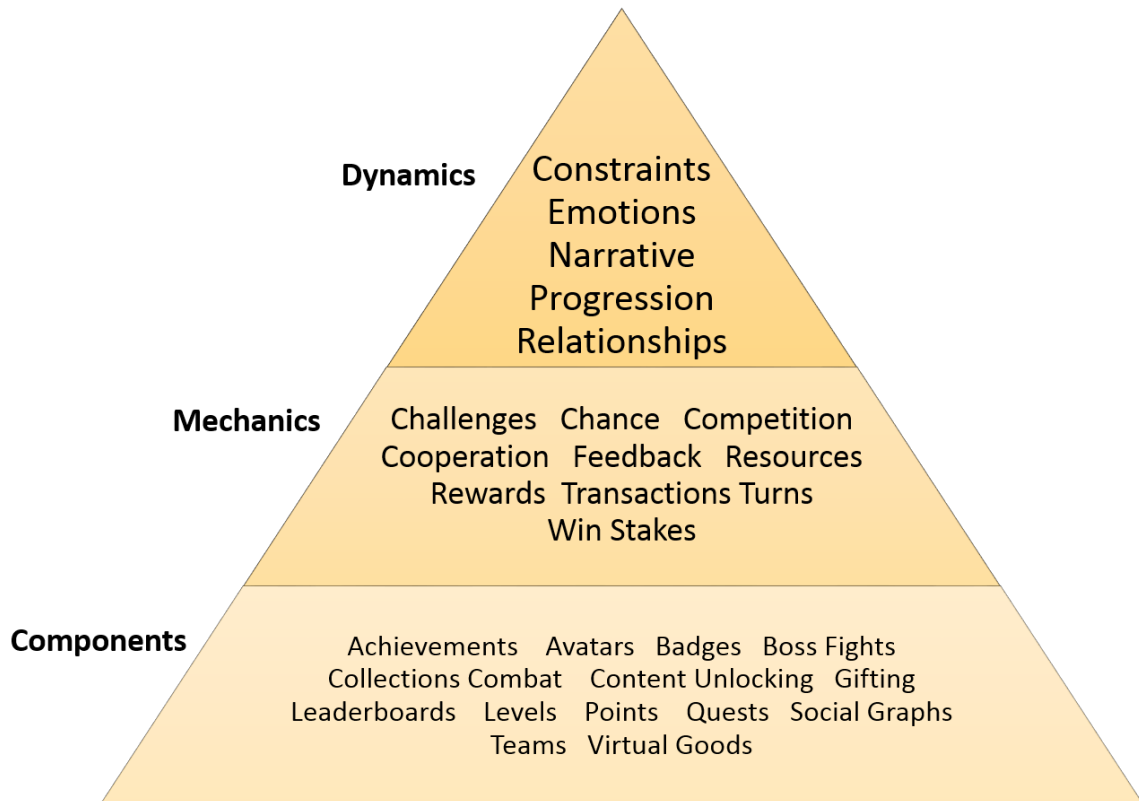 Dynamics
Constraints
Emotions
Narrative
Progression
Relationships
Mechanics
Challenges Chance Competition
Cooperation Feedback Resources
Rewards Transactions Turns
Win Stakes
Components
Achievements Avatars Badges Boss Fights
Collections Combat Content Unlocking Gifting
Leaderboards Levels Points Quests Social Graphs
Teams Virtual Goods